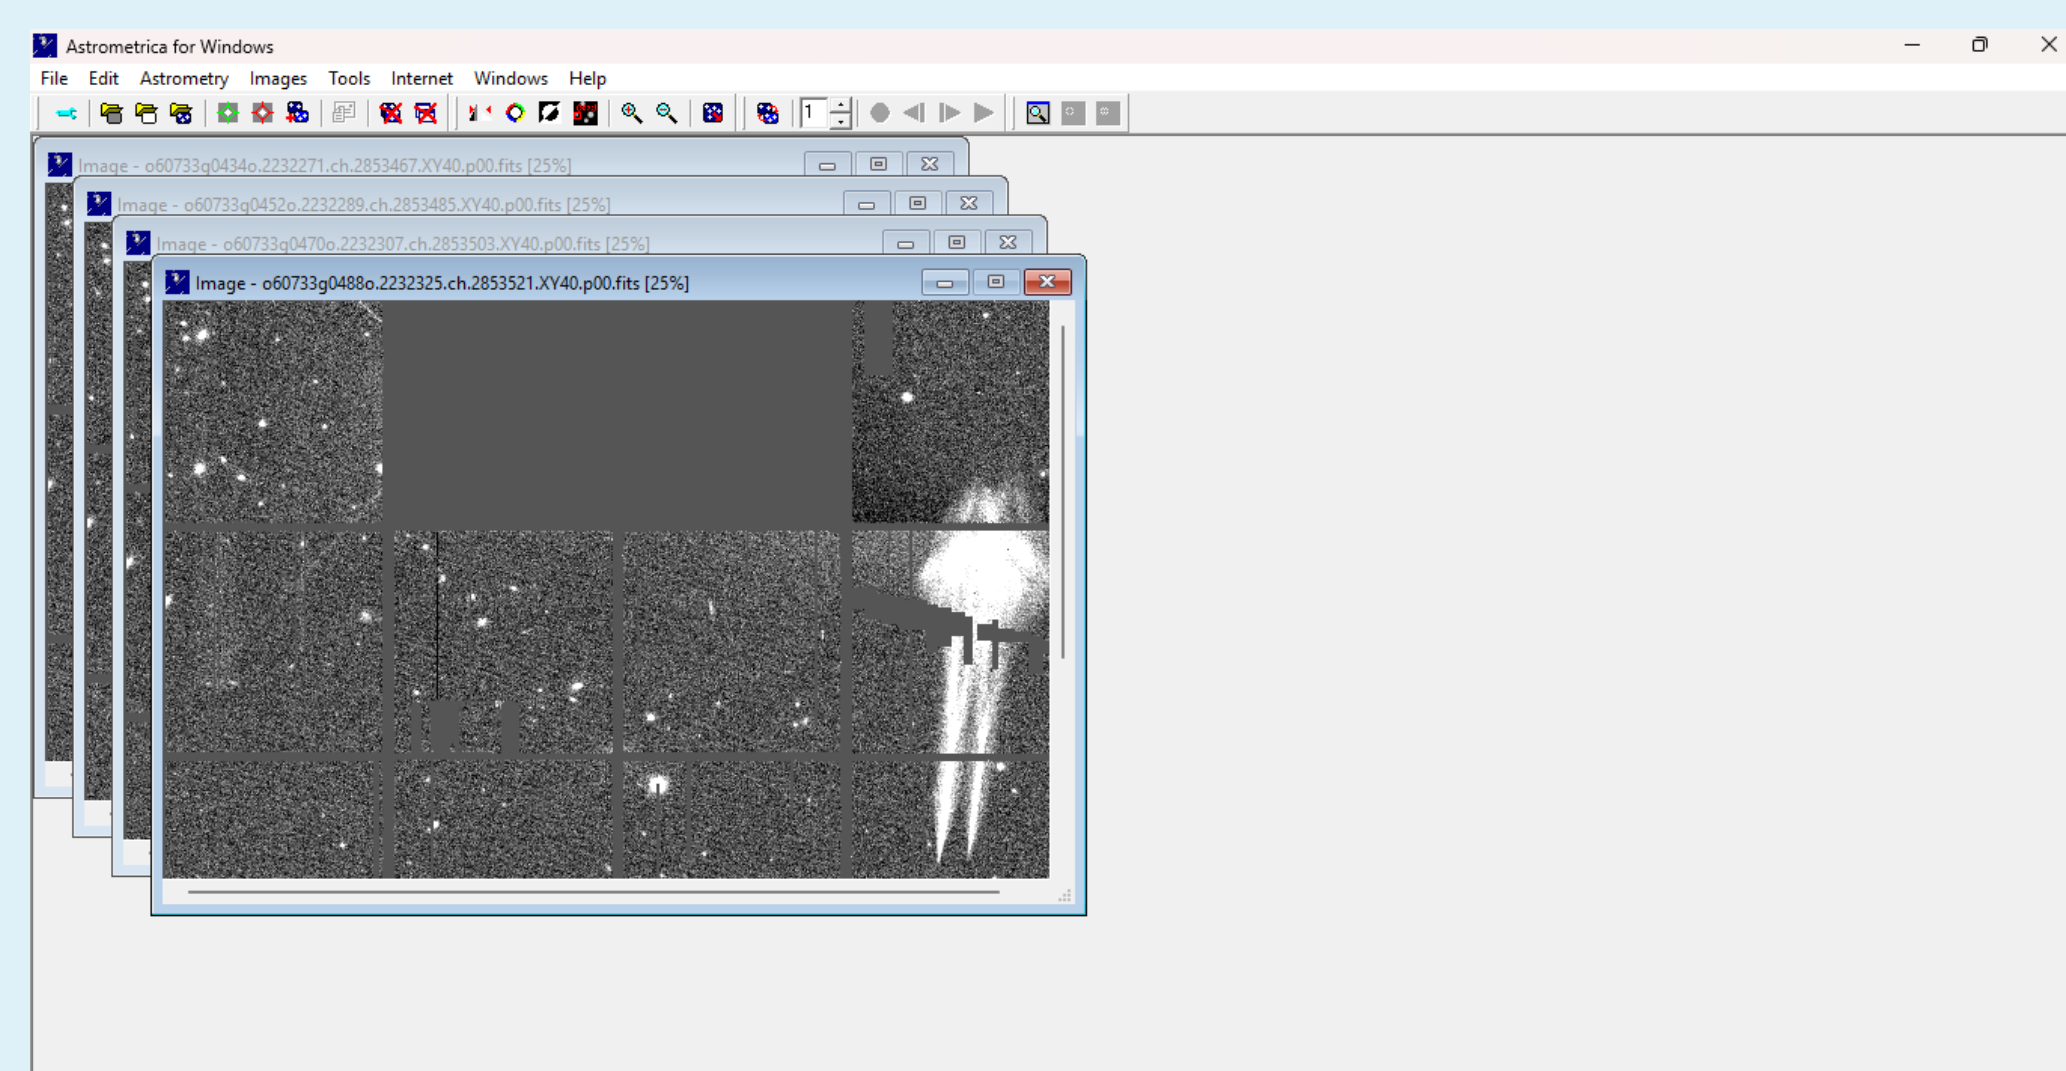 Astrometrica for Windows
File Edit Astrometry Images Tools Internet Windows Help
1
Image - o60733g0434o.2232271.ch.2853467.XY40.p00.fits [25%]
Image - o60733g0452o.2232289.ch.2853485.XY40.p00.fits [25%]
Image - o60733g0470o.2232307.ch.2853503.XY40.p00.fits [25%]
Image - o60733g0488o.2232325.ch.2853521.XY40.p00.fits [25%]